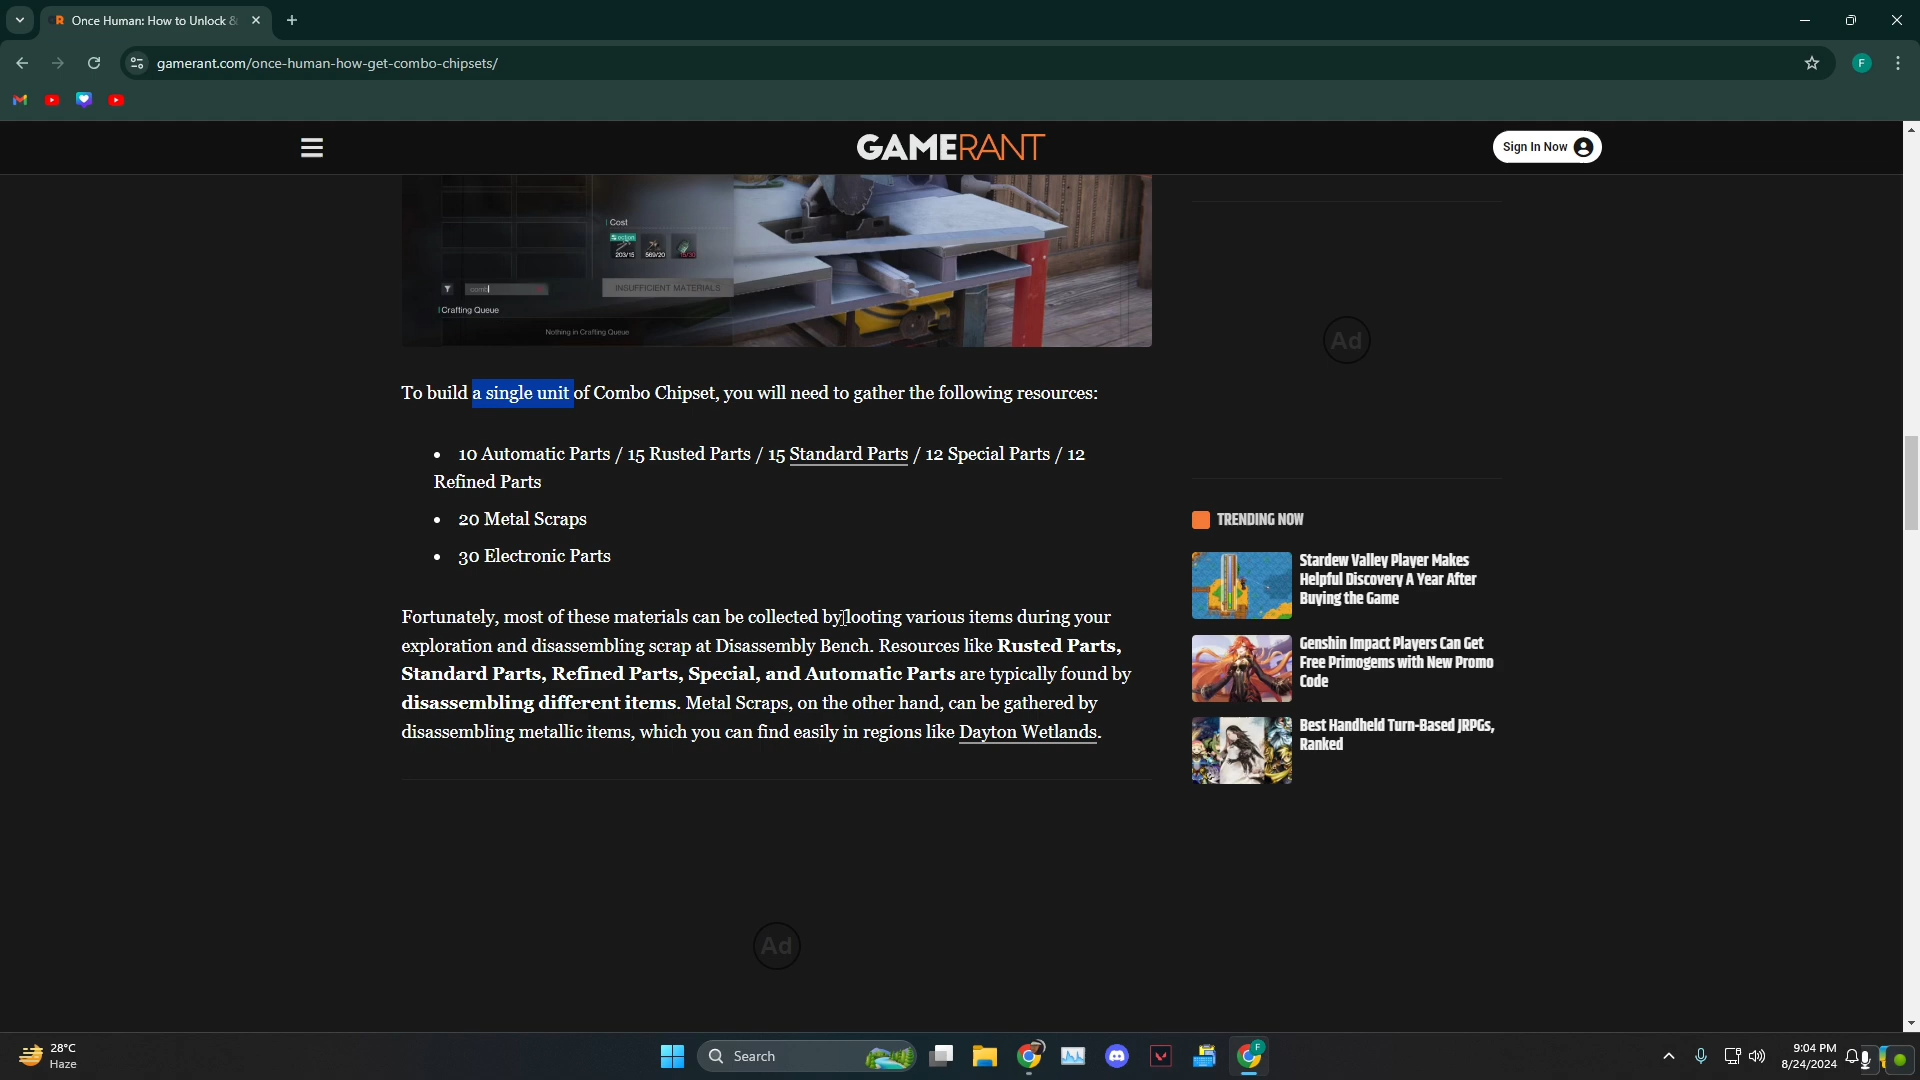 Once Human: How to Unlock &
gamerant.com/once-human-how-get-combo-chipsets/
GAMERANT
Sign In Now
Cost
203/15 569/20 15/30
comb
INSUFFICIENT MATERIALS
Crafting Queue
Nothing in Crafting Queue
Ad
To build a single unit of Combo Chipset, you will need to gather the following resources:
• 10 Automatic Parts / 15 Rusted Parts / 15 Standard Parts / 12 Special Parts / 12
Refined Parts
• 20 Metal Scraps
• 30 Electronic Parts
Fortunately, most of these materials can be collected by looting various items during your
exploration and disassembling scrap at Disassembly Bench. Resources like Rusted Parts,
Standard Parts, Refined Parts, Special, and Automatic Parts are typically found by
disassembling different items. Metal Scraps, on the other hand, can be gathered by
disassembling metallic items, which you can find easily in regions like Dayton Wetlands.
TRENDING NOW
Stardew Valley Player Makes
Helpful Discovery A Year After
Buying the Game
Genshin Impact Players Can Get
Free Primogems with New Promo
Code
Best Handheld Turn-Based JRPGs,
Ranked
Ad
28°C
Haze
Search
F
9:04 PM
8/24/2024